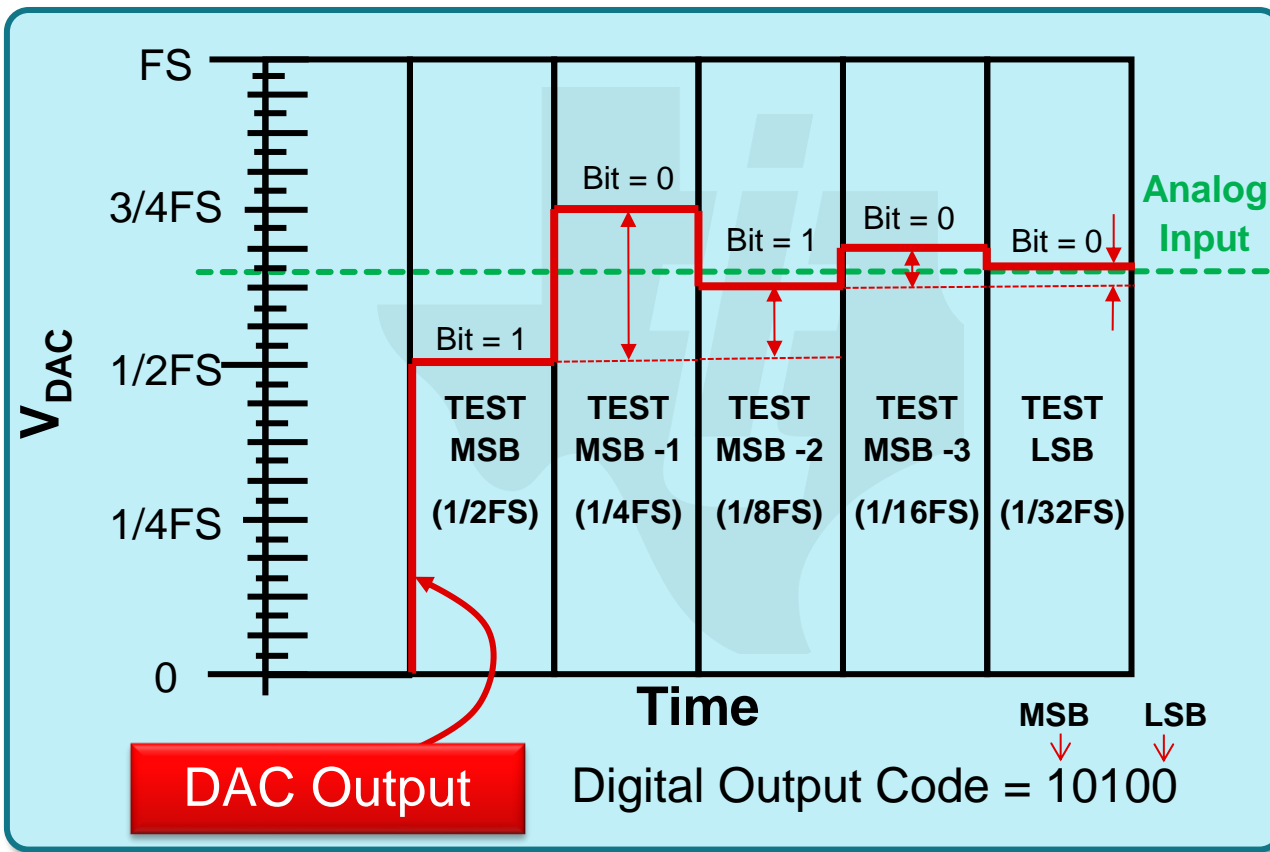 FS
3/4FS
1/2FS
1/4FS
0
V_DAC
Bit = 1
Bit = 0
Bit = 1
Bit = 0
Bit = 0
Analog
Input
TEST
MSB
(1/2FS)
TEST
MSB -1
(1/4FS)
TEST
MSB -2
(1/8FS)
TEST
MSB -3
(1/16FS)
TEST
LSB
(1/32FS)
Time
DAC Output
MSB LSB
Digital Output Code = 10100